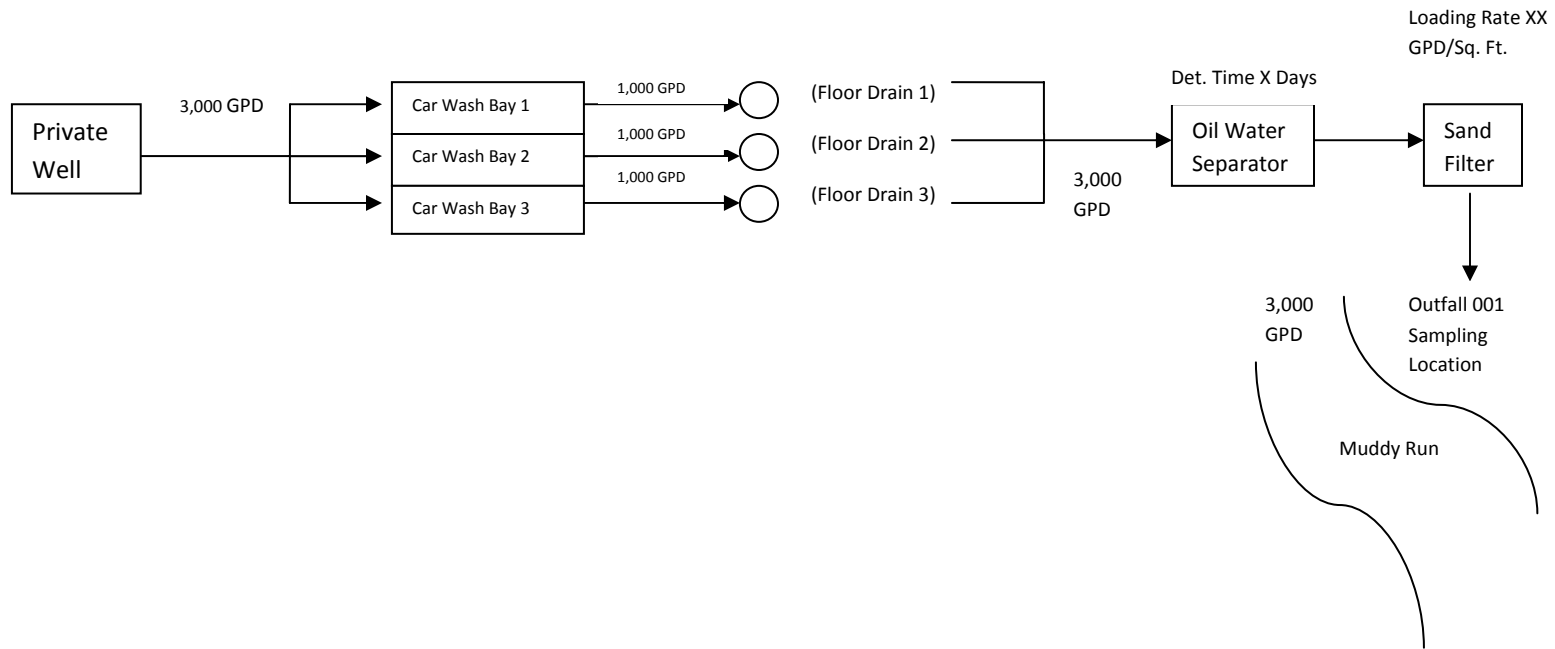 Loading Rate XX
GPD/Sq. Ft.
Det. Time X Days
3,000 GPD
Private
Well
Car Wash Bay 1
Car Wash Bay 2
Car Wash Bay 3
1,000 GPD
1,000 GPD
1,000 GPD
(Floor Drain 1)
(Floor Drain 2)
(Floor Drain 3)
3,000
GPD
Oil Water
Separator
Sand
Filter
3,000
GPD
Outfall 001
Sampling
Location
Muddy Run